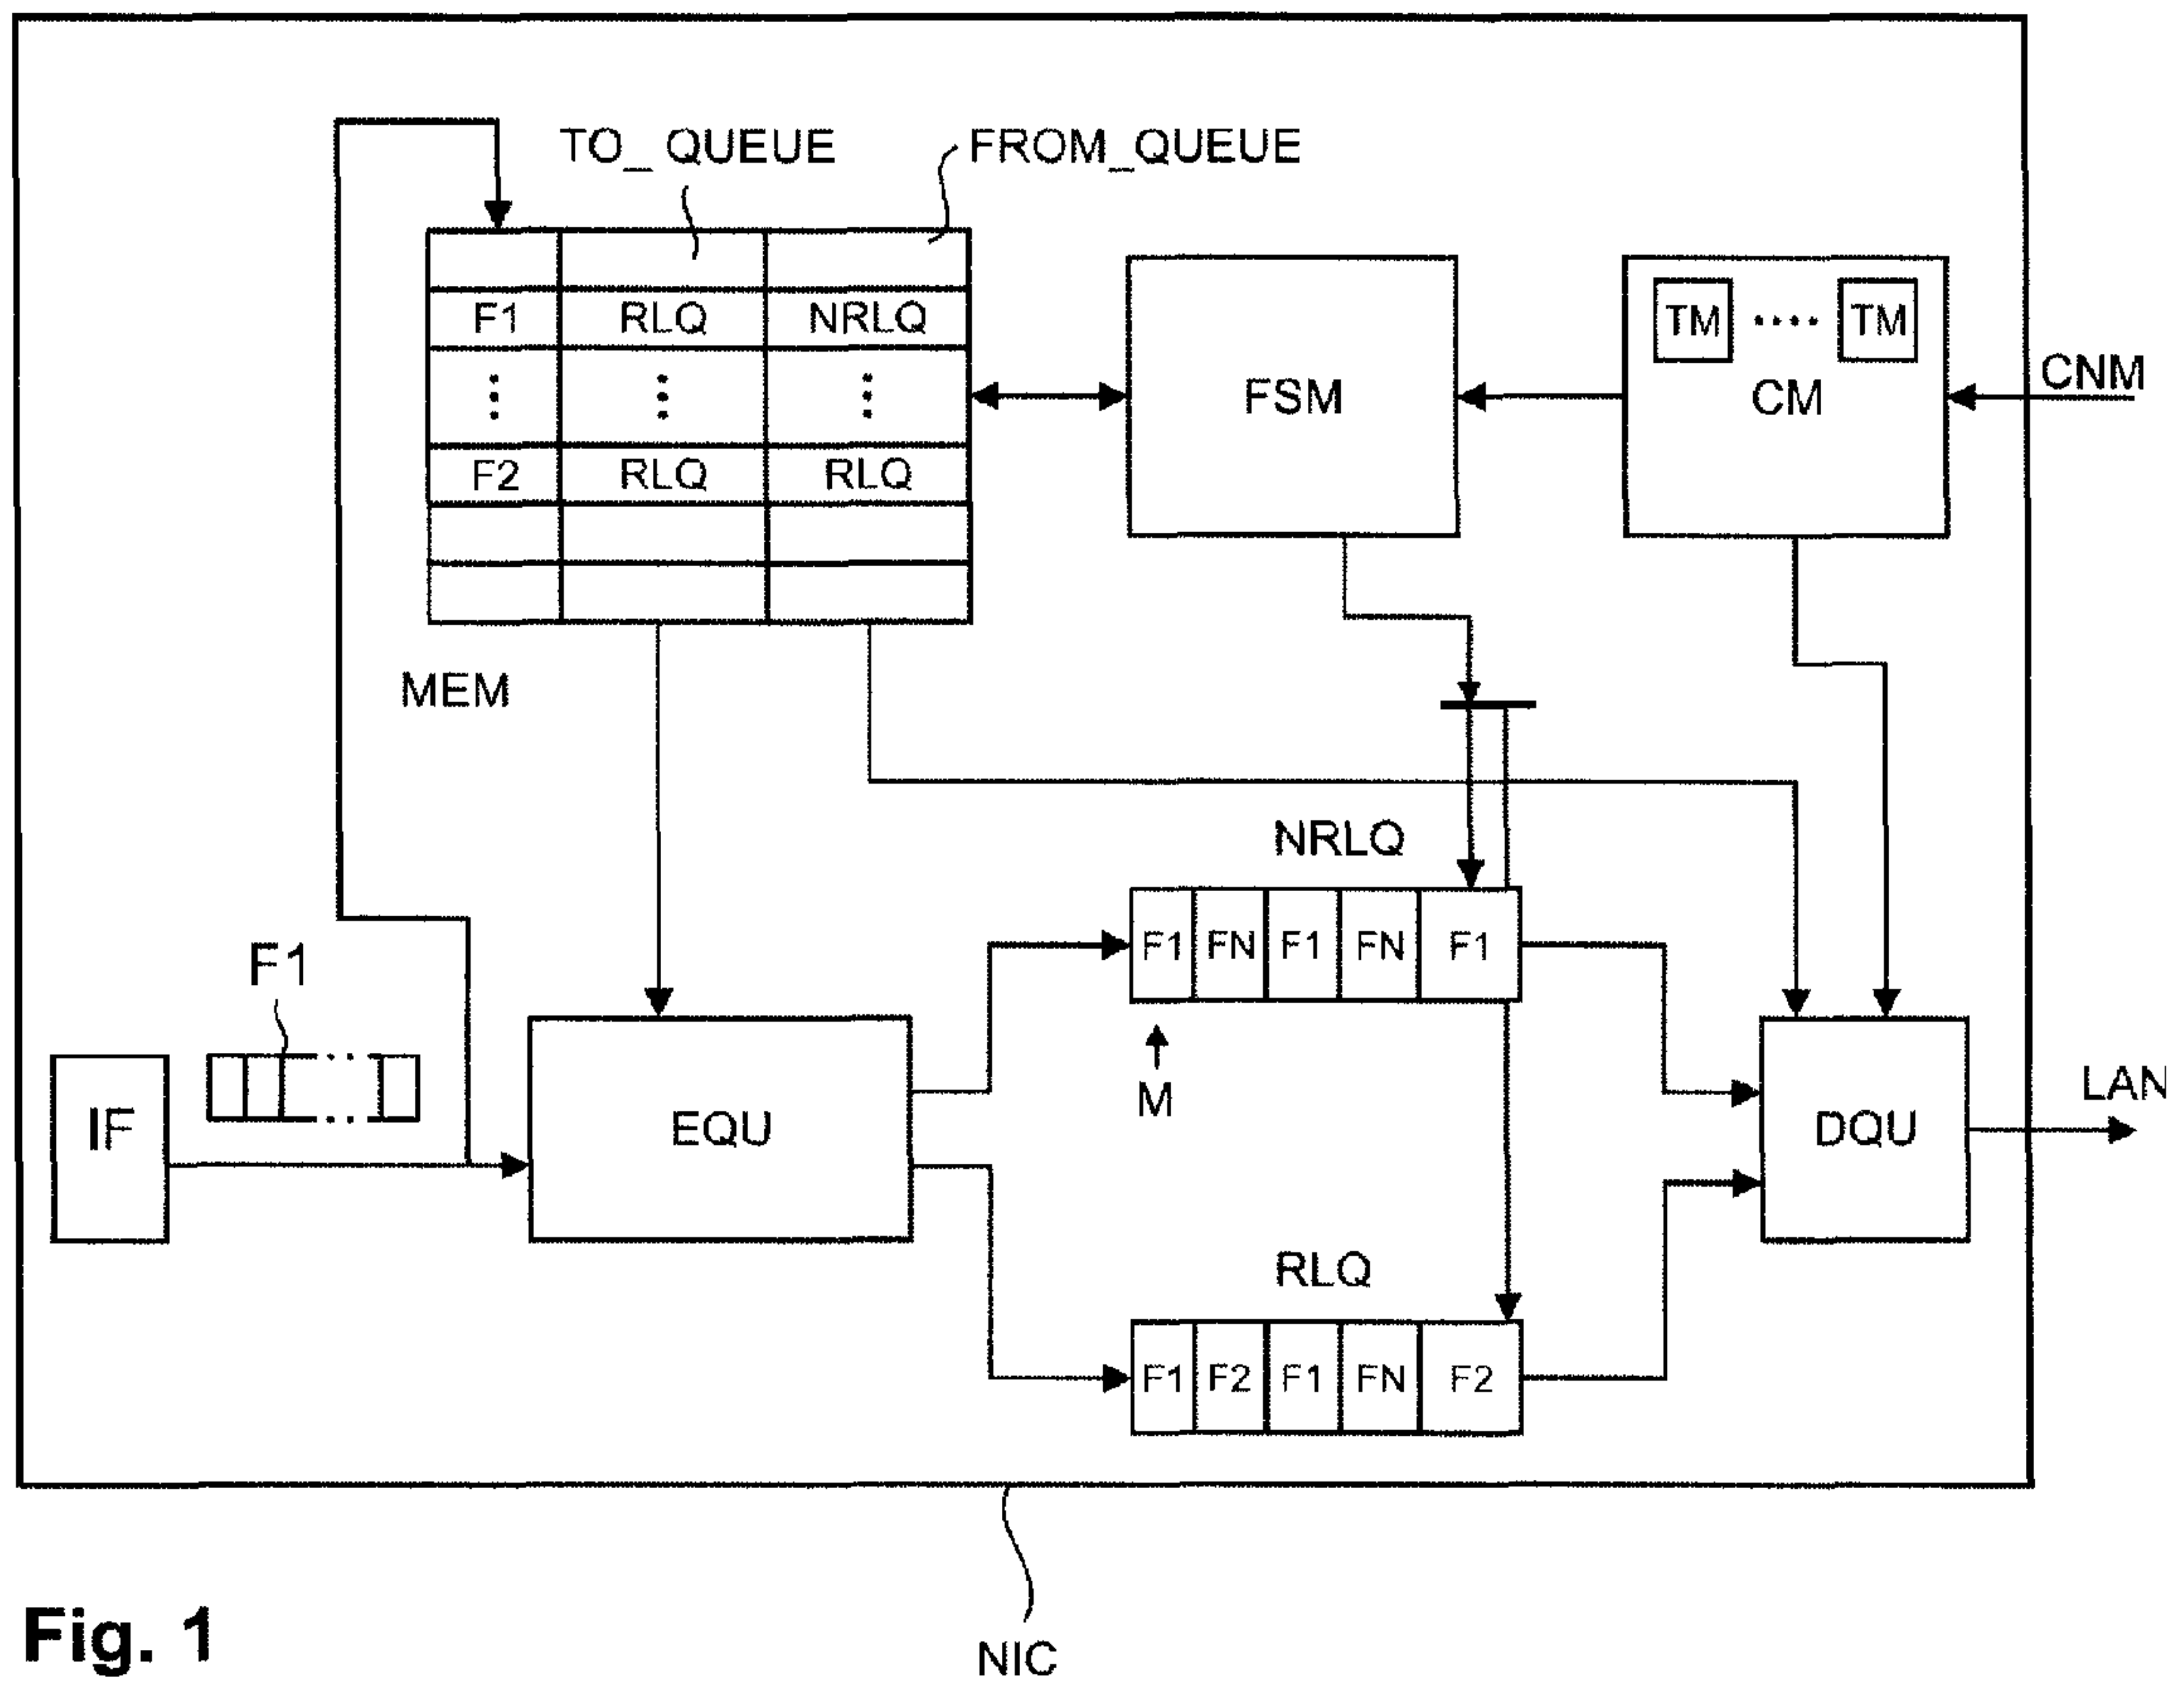 TO_ QUEUE FROM_QUEUE
F1 RLQ NRLQ
F2 RLQ RLQ
MEM
FSM
TM .... TM
CM
CNM
NRLQ
F1 FN F1 FN F1
M
F1
IF
EQU
DQU
LAN
RLQ
F1 F2 F1 FN F2
NIC
Fig. 1